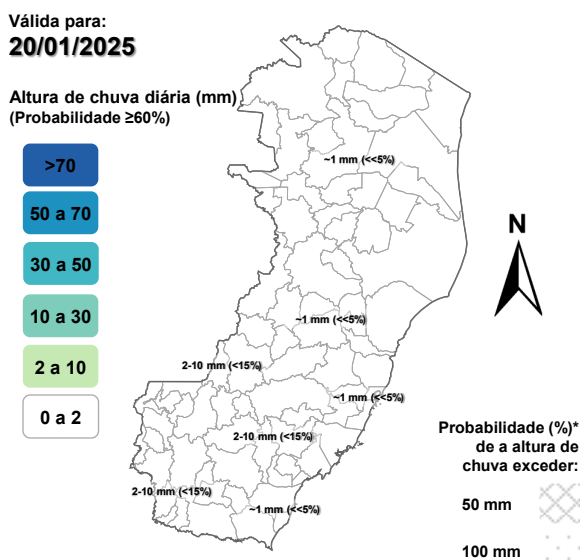 Válida para:
20/01/2025
Altura de chuva diária (mm)
(Probabilidade ≥60%)
>70
50 a 70
30 a 50
10 a 30
2 a 10
0 a 2
~1 mm (<<5%)
~1 mm (<<5%)
2-10 mm (<15%)
~1 mm (<<5%)
2-10 mm (<15%)
2-10 mm (<15%)
~1 mm (<<5%)
N
Probabilidade (%)*
de a altura de
chuva exceder:
50 mm
100 mm